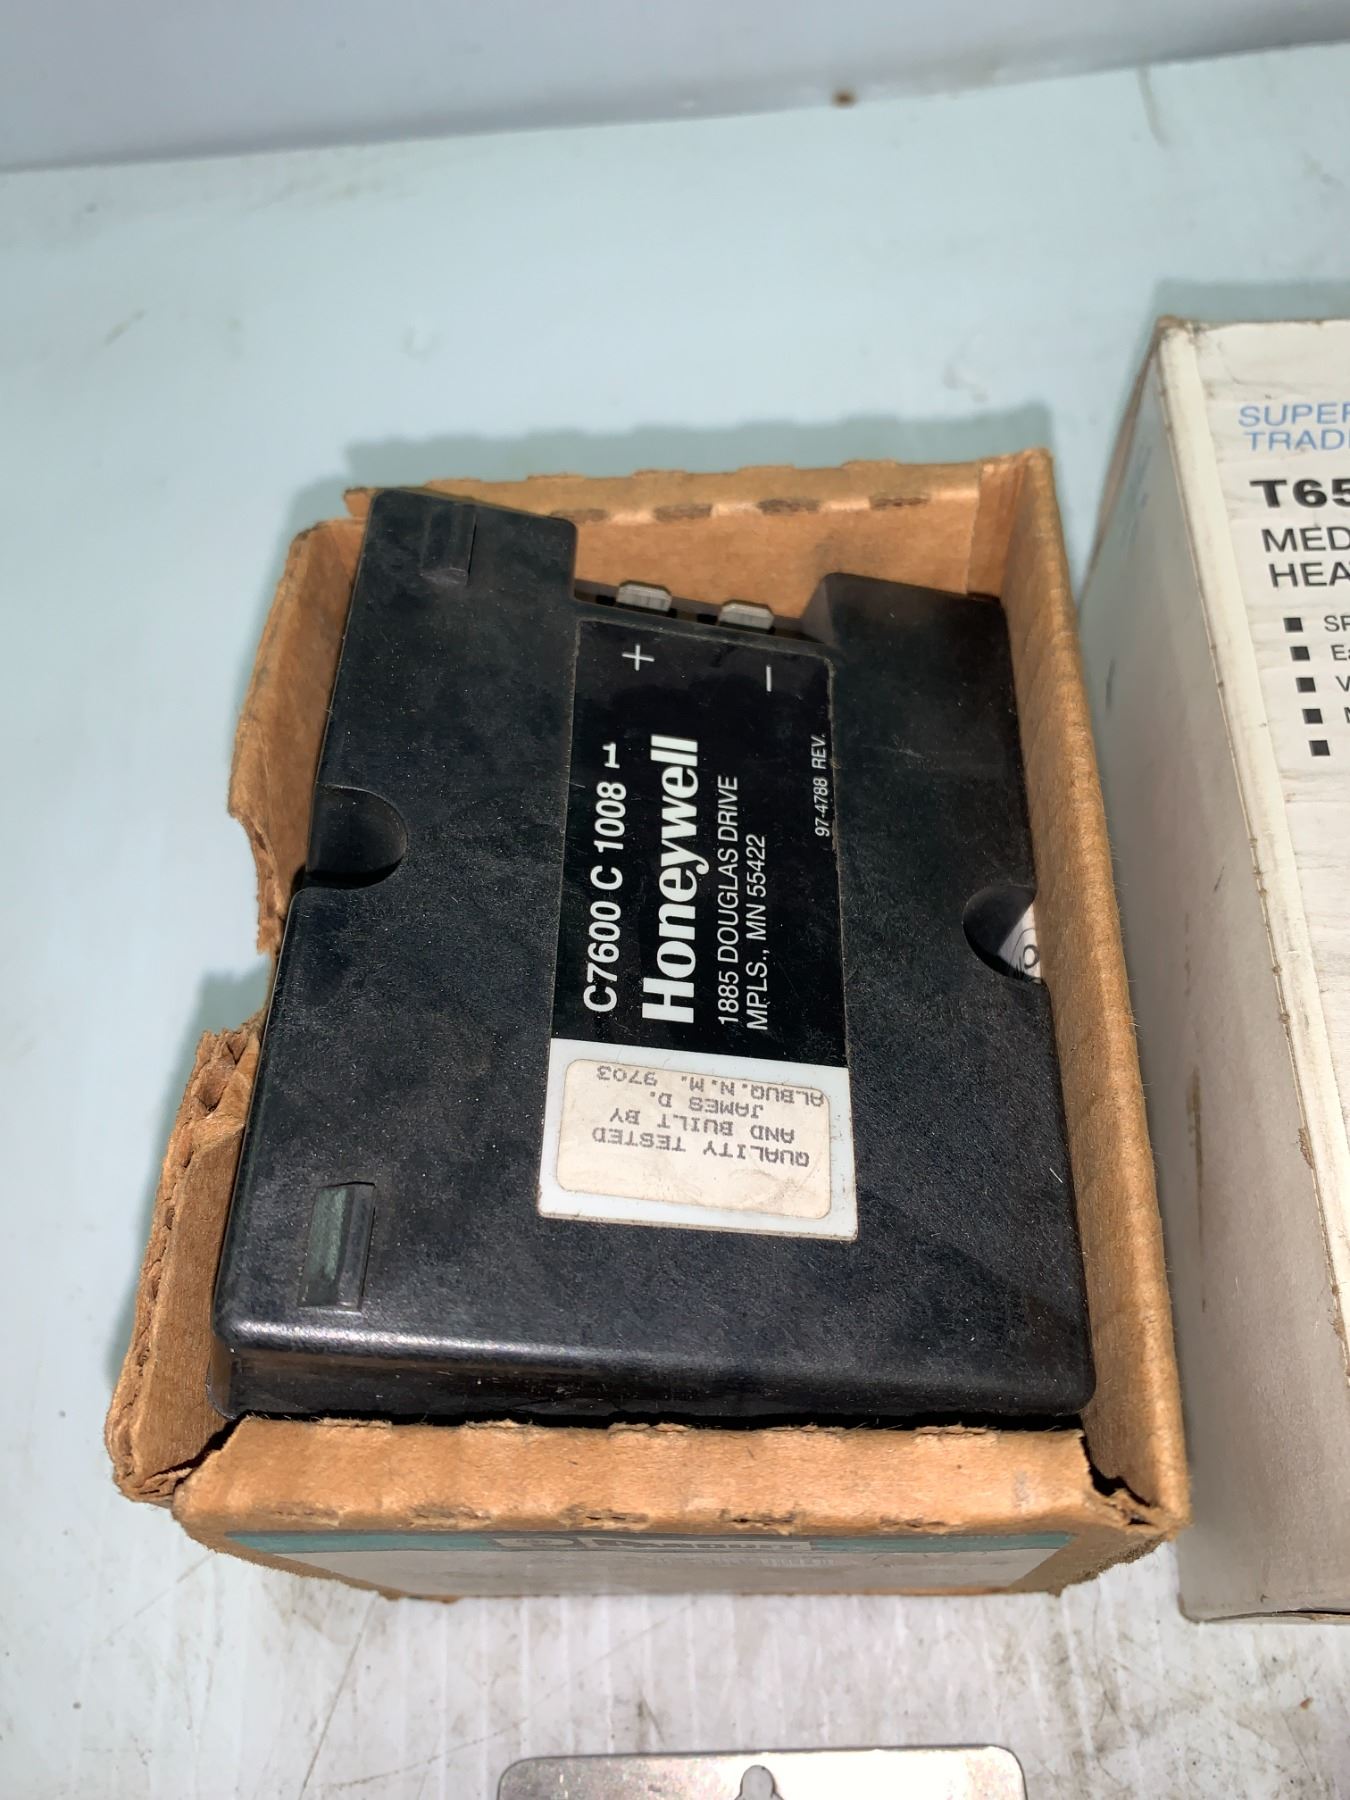 C7600 C 1008 1
Honeywell
1885 DOUGLAS DRIVE
MPLS., MN 55422
97-4788 REV.
+
−
QUALITY TESTED
AND BUILT BY
JAMES D.
ALBUQ. N.M. 9703
SUPER
TRAD
T65
MED
HEA